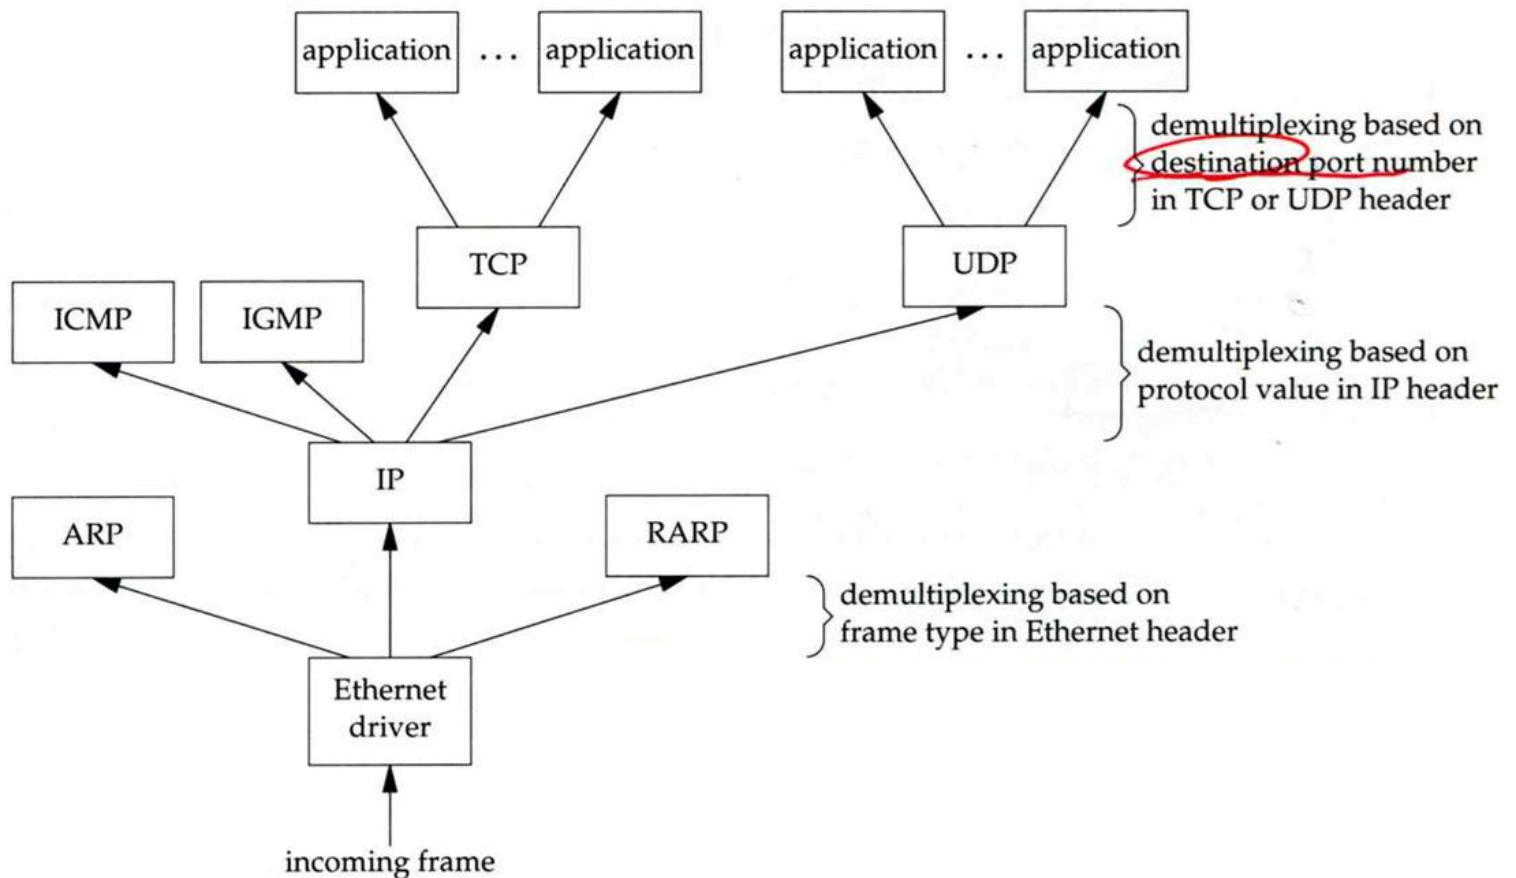 application ... application application ... application
demultiplexing based on
destination port number
in TCP or UDP header
TCP UDP
ICMP IGMP
demultiplexing based on
protocol value in IP header
IP
ARP RARP
demultiplexing based on
frame type in Ethernet header
Ethernet
driver
incoming frame